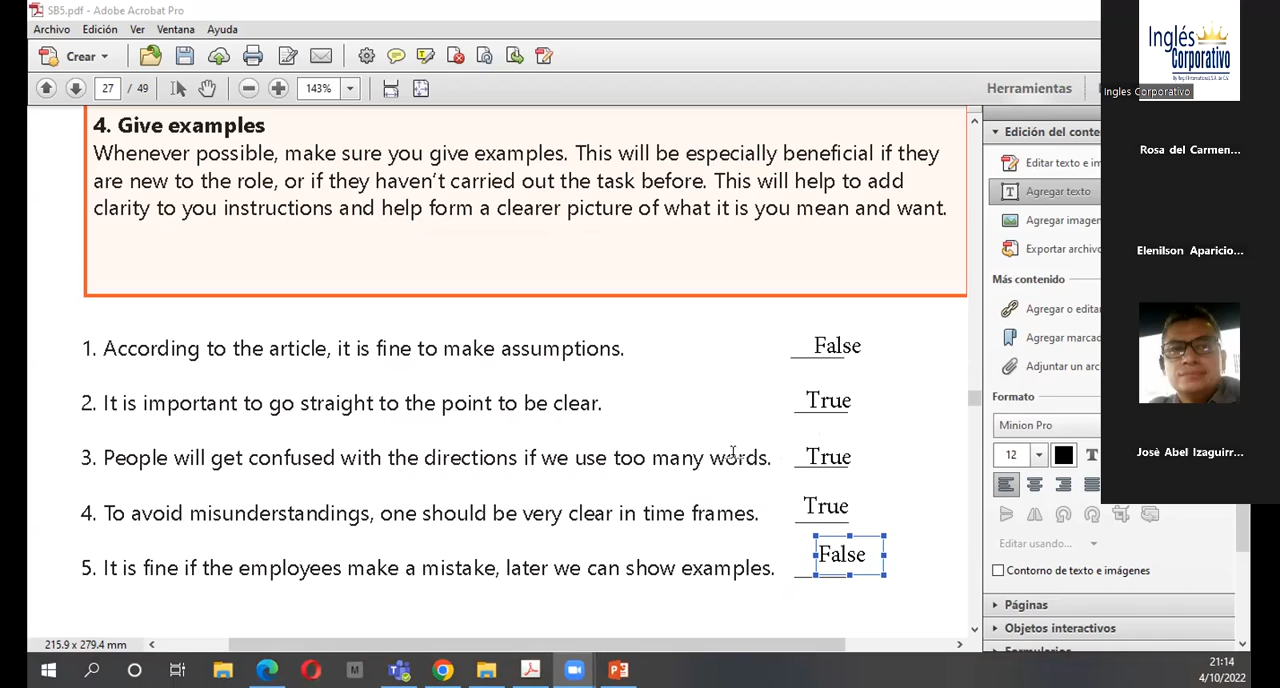 SB5.pdf - Adobe Acrobat Pro
Archivo Edición Ver Ventana Ayuda
Crear
27 / 49 143% Herramientas
4. Give examples
Whenever possible, make sure you give examples. This will be especially beneficial if they
are new to the role, or if they haven't carried out the task before. This will help to add
clarity to you instructions and help form a clearer picture of what it is you mean and want.
1. According to the article, it is fine to make assumptions. False
2. It is important to go straight to the point to be clear. True
3. People will get confused with the directions if we use too many words. True
4. To avoid misunderstandings, one should be very clear in time frames. True
5. It is fine if the employees make a mistake, later we can show examples. False
215.9 x 279.4 mm
Edición del conte
Editar texto e im
Agregar texto
Agregar imagen
Exportar archivo
Más contenido
Agregar o editar
Agregar marcad
Adjuntar un arc
Formato
Minion Pro
12
Editar usando...
Contorno de texto e imágenes
Páginas
Objetos interactivos
Inglés
Corporativo
Ingles Corporativo
Rosa del Carmen...
Elenilson Aparicio...
Josè Abel Izaguirr...
21:14
4/10/2022